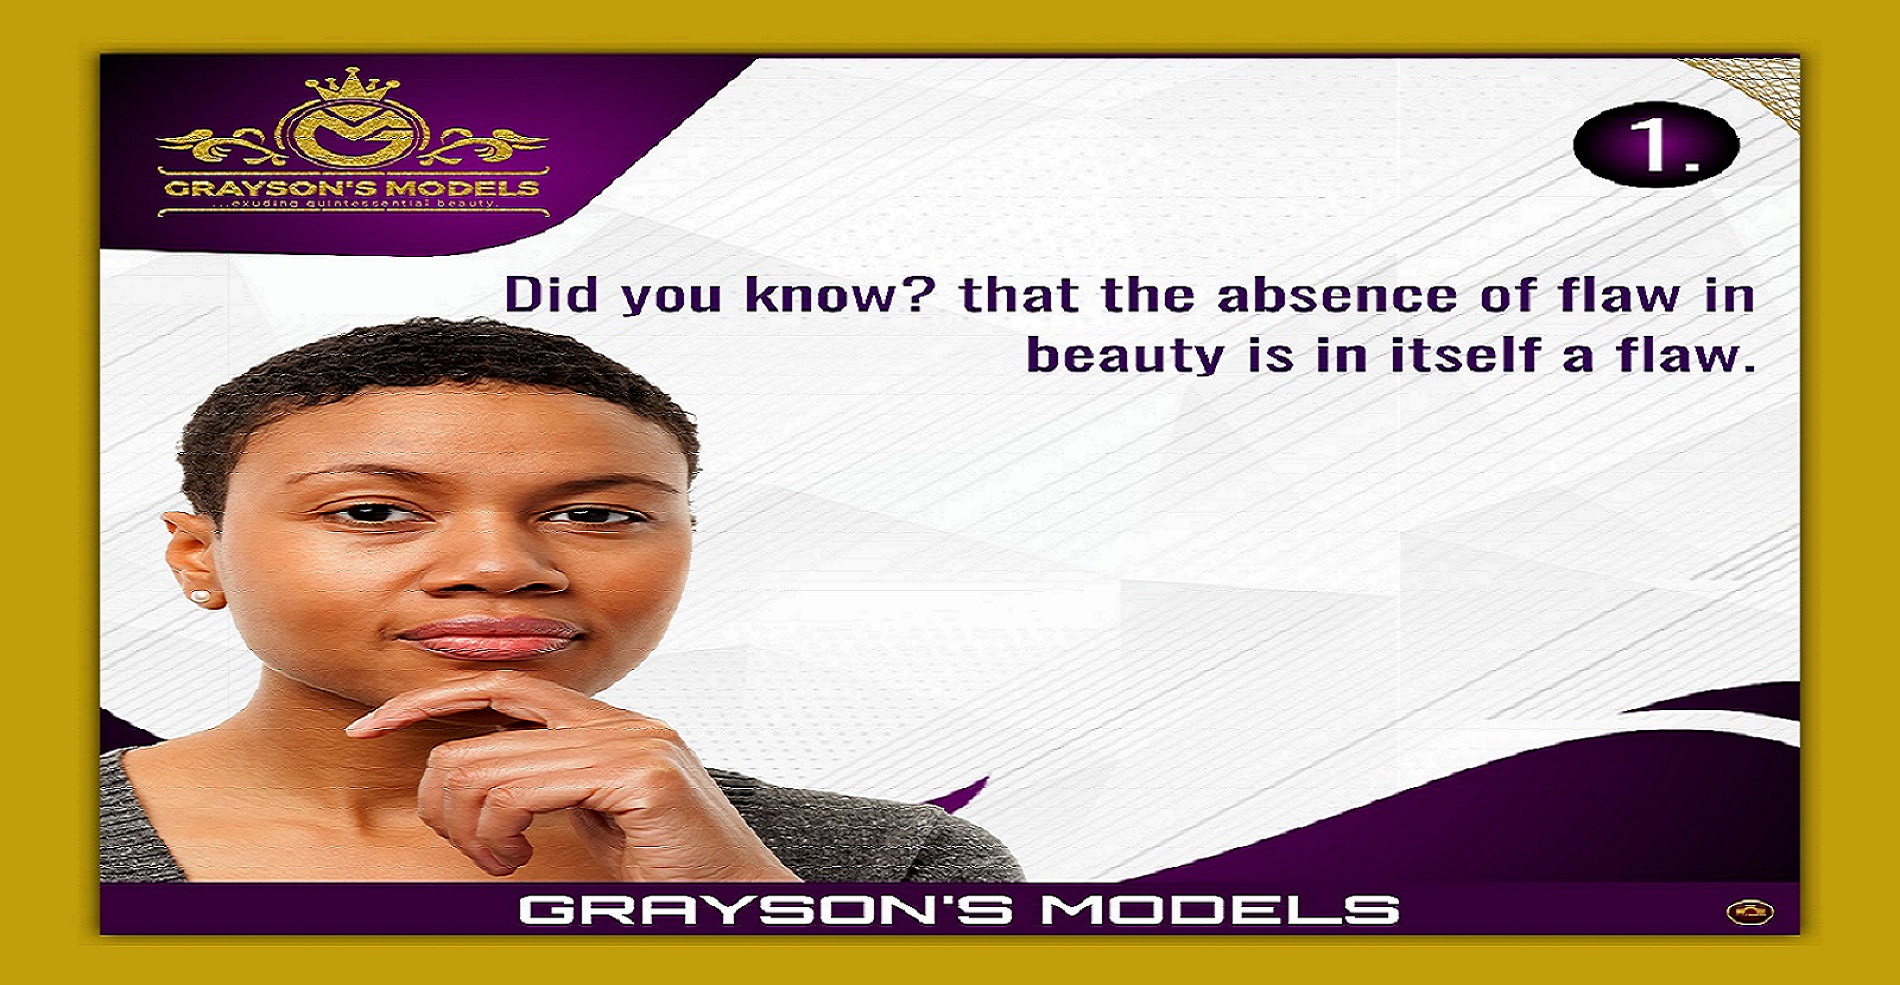 GRAYSON'S MODELS
...exuding quintessential beauty.
1.
Did you know? that the absence of flaw in
beauty is in itself a flaw.
GRAYSON'S MODELS